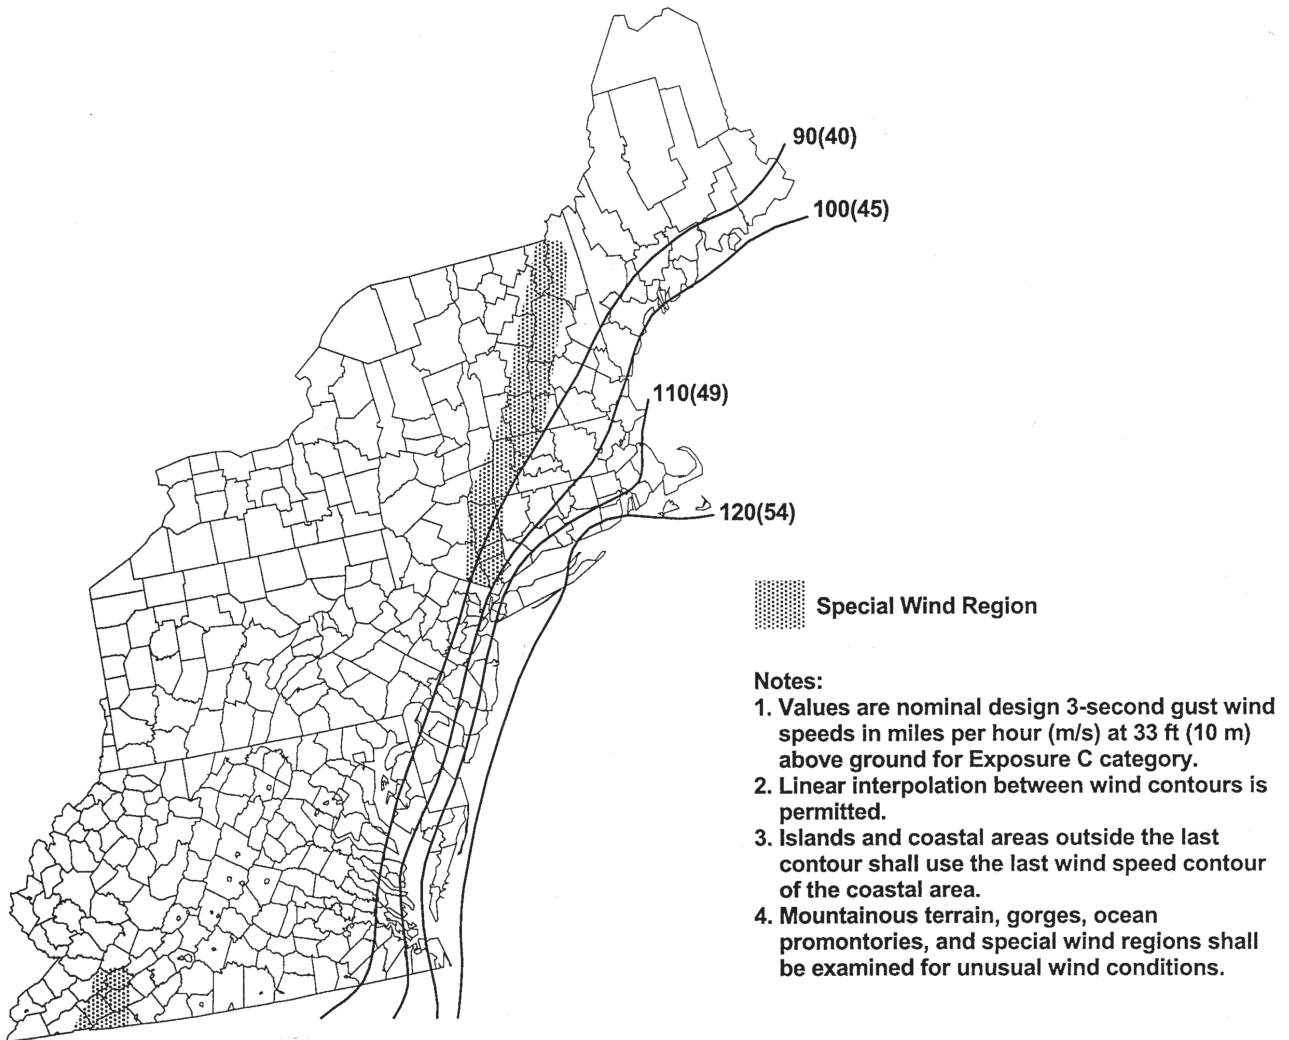 90(40)
100(45)
110(49)
120(54)
Special Wind Region
Notes:
1. Values are nominal design 3-second gust wind
speeds in miles per hour (m/s) at 33 ft (10 m)
above ground for Exposure C category.
2. Linear interpolation between wind contours is
permitted.
3. Islands and coastal areas outside the last
contour shall use the last wind speed contour
of the coastal area.
4. Mountainous terrain, gorges, ocean
promontories, and special wind regions shall
be examined for unusual wind conditions.